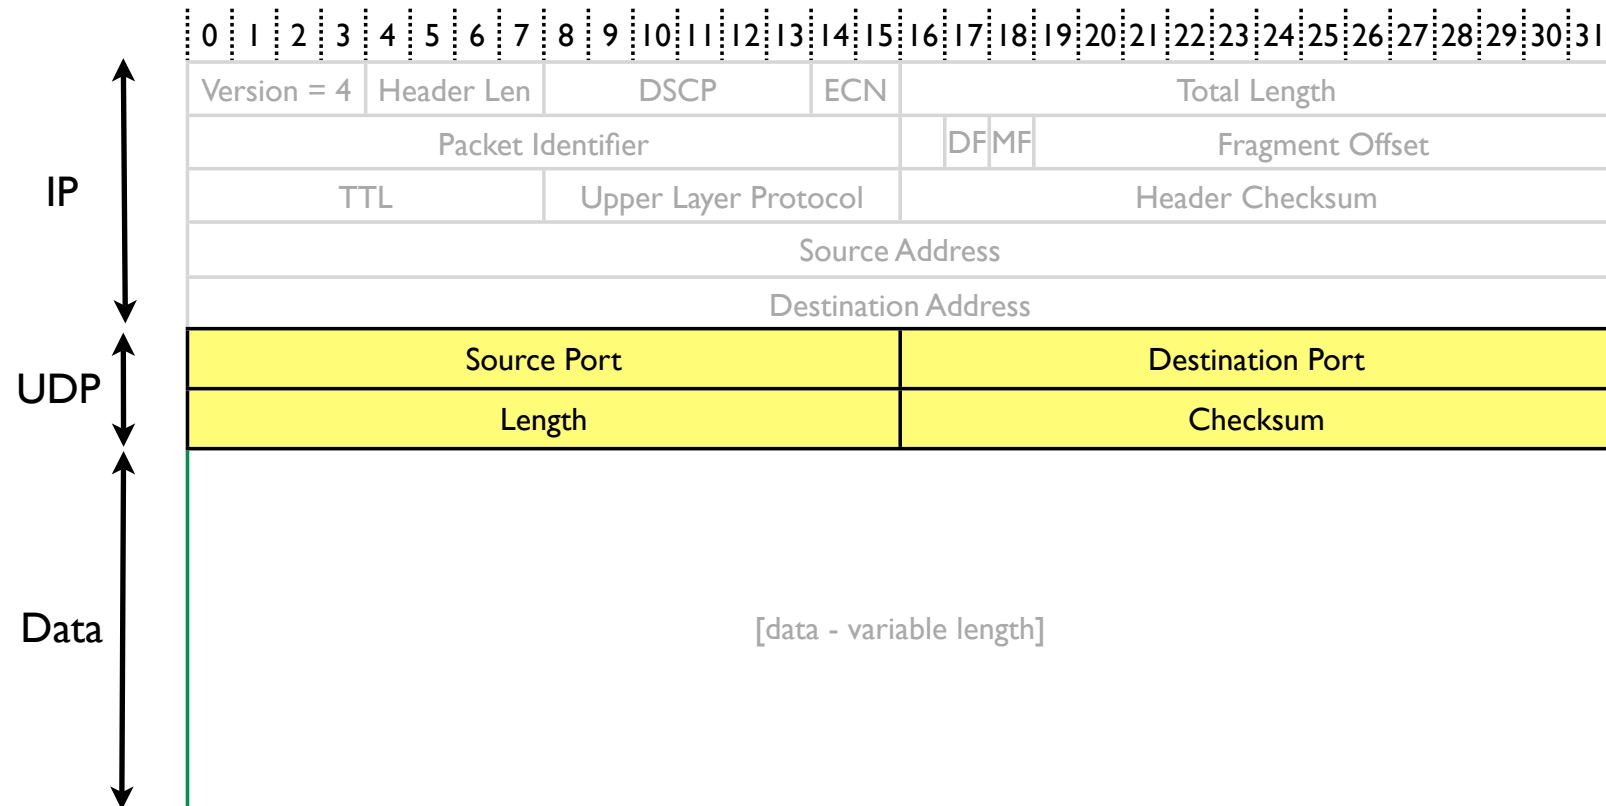 0 1 2 3 4 5 6 7 8 9 10 11 12 13 14 15 16 17 18 19 20 21 22 23 24 25 26 27 28 29 30 31
Version = 4 Header Len DSCP ECN Total Length
Packet Identifier DF MF Fragment Offset
IP TTL Upper Layer Protocol Header Checksum
Source Address
Destination Address
Source Port Destination Port
UDP
Length Checksum
Data [data - variable length]